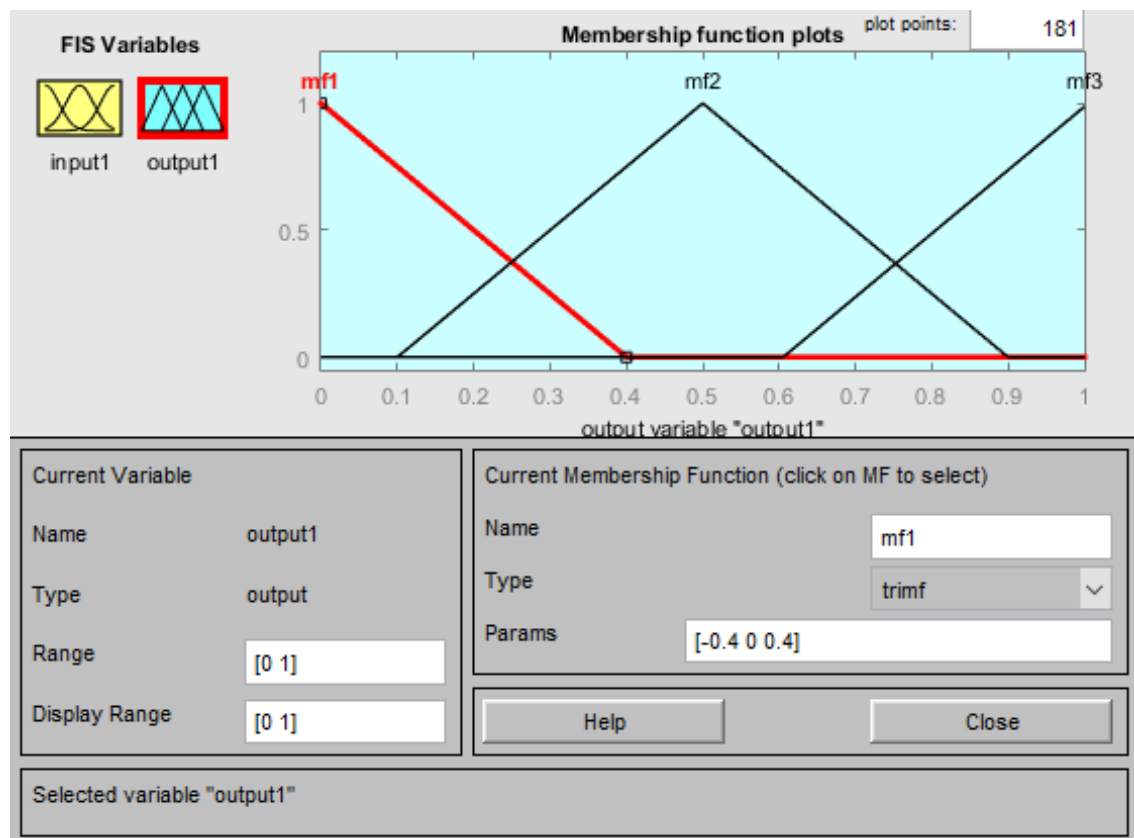 FIS Variables
Membership function plots
plot points:
181
input1
output1
mf1
mf2
mf3
1
0.5
0
0
0.1
0.2
0.3
0.4
0.5
0.6
0.7
0.8
0.9
1
output variable "output1"
Current Variable
Name
output1
Type
output
Range
[0 1]
Display Range
[0 1]
Current Membership Function (click on MF to select)
Name
mf1
Type
trimf
Params
[-0.4 0 0.4]
Help
Close
Selected variable "output1"